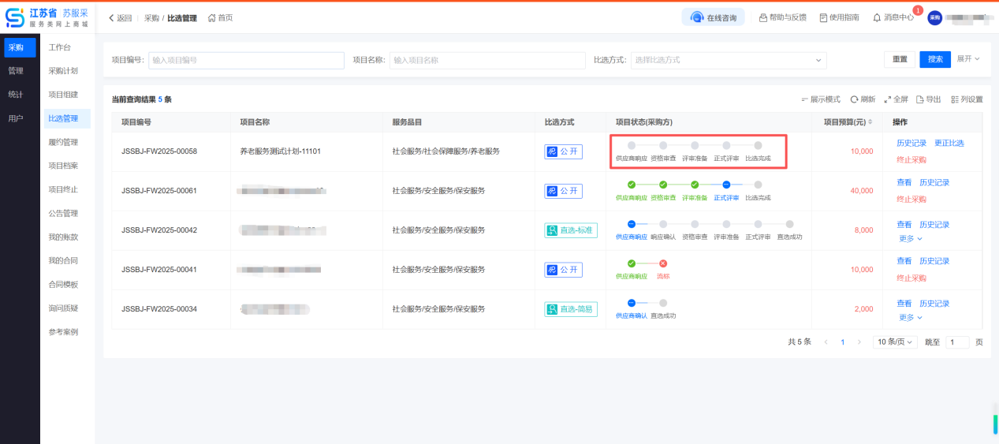 江苏省 苏服采
服务类网上商城
返回 采购 / 比选管理 首页
在线咨询 帮助与反馈 使用指南 消息中心 1 采购
采购
管理
统计
用户
工作台
采购计划
项目组建
比选管理
履约管理
项目档案
项目终止
公告管理
我的账款
我的合同
合同模板
询问质疑
参考案例
项目编号: 输入项目编号 项目名称: 输入项目名称 比选方式: 选择比选方式 重置 搜索 展开
当前查询结果 5 条 展示模式 刷新 全屏 导出 列设置
项目编号 项目名称 服务品目 比选方式 项目状态(采购方) 项目预算(元) 操作
JSSBJ-FW2025-00058 养老服务测试计划-11101 社会服务/社会保障服务/养老服务 公开 供应商响应 资格审查 评审准备 正式评审 比选完成 10,000 历史记录 更正比选
终止采购
JSSBJ-FW2025-00061 社会服务/安全服务/保安服务 公开 供应商响应 资格审查 评审准备 正式评审 比选完成 40,000 查看 历史记录
终止采购
JSSBJ-FW2025-00042 社会服务/安全服务/保安服务 直选-标准 供应商响应 响应确认 资格审查 评审准备 正式评审 直选成功 8,000 查看 历史记录
更多
JSSBJ-FW2025-00041 社会服务/安全服务/保安服务 公开 供应商响应 流标 10,000 查看 历史记录
终止采购
JSSBJ-FW2025-00034 社会服务/安全服务/保安服务 直选-简易 供应商确认 直选成功 2,000 查看 历史记录
更多
共 5 条 1 10 条/页 跳至 1 页